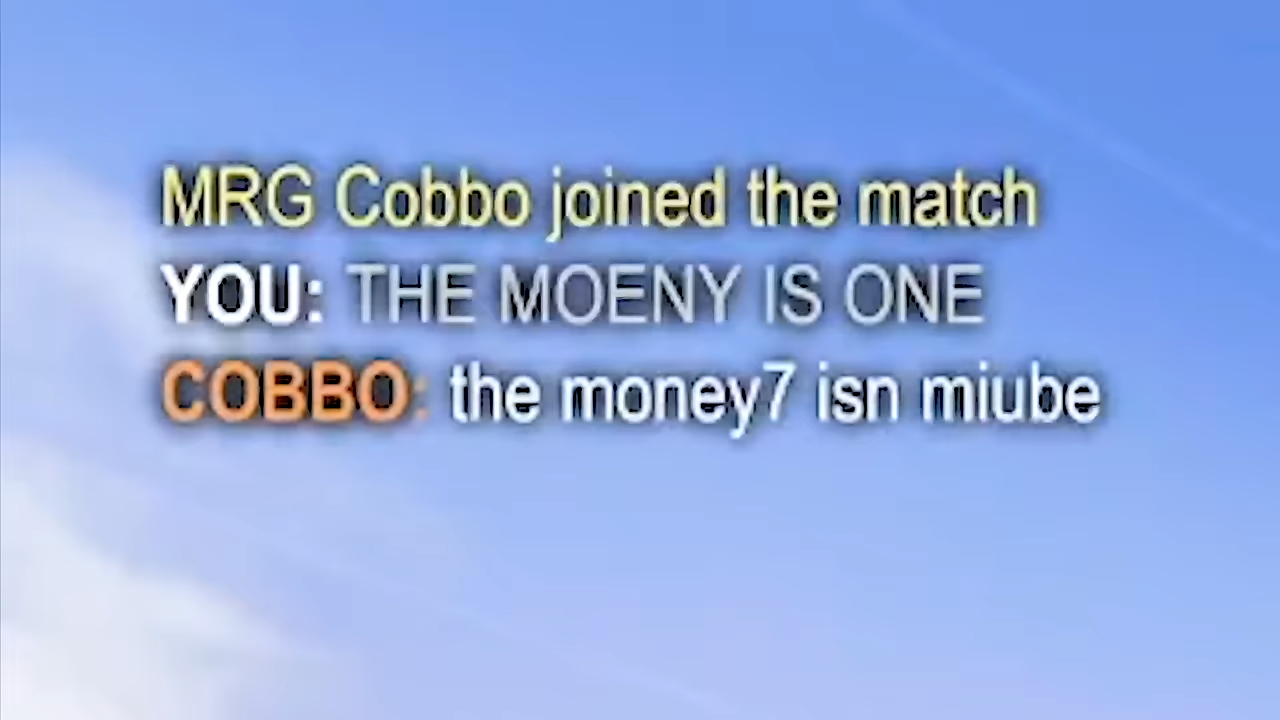 MRG Cobbo joined the match
YOU: THE MOENY IS ONE
COBBO: the money7 isn miube